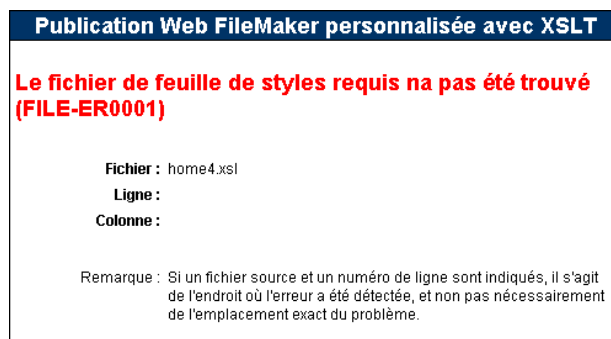 Publication Web FileMaker personnalisée avec XSLT
Le fichier de feuille de styles requis na pas été trouvé
(FILE-ER0001)
Fichier : home4.xsl
Ligne :
Colonne :
Remarque : Si un fichier source et un numéro de ligne sont indiqués, il s'agit
de l'endroit où l'erreur a été détectée, et non pas nécessairement
de l'emplacement exact du problème.